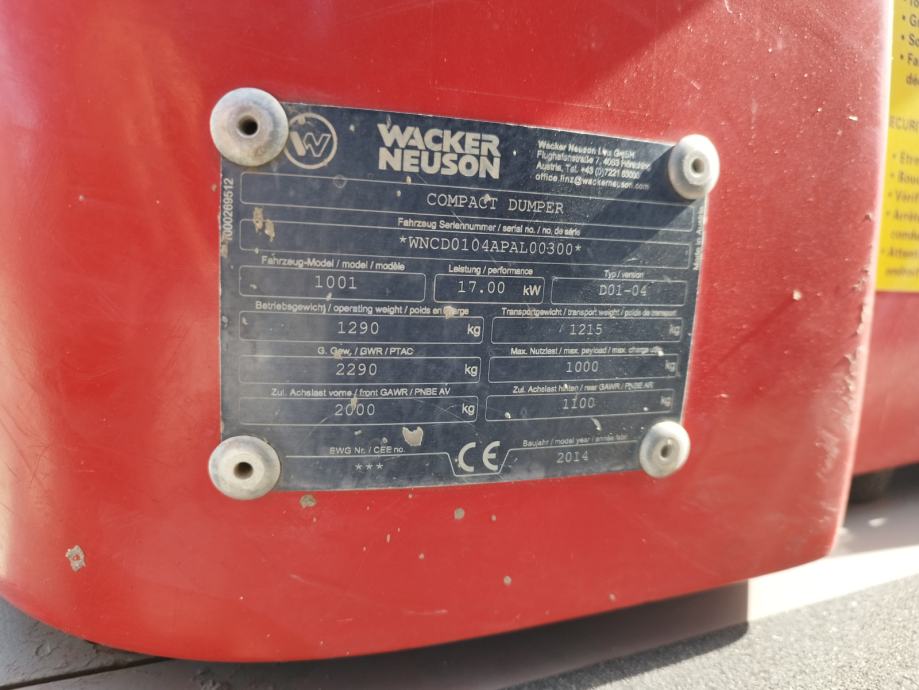 WACKER
NEUSON
Wacker Neuson Linz GmbH
Flughafenstraße 7, 4063 Hörsching
Austria, Tel. +43 (0)7221 63000
office.linz@wackerneuson.com
1000269512
COMPACT DUMPER
Fahrzeug Seriennummer / serial no. / no. de série
*WNCD0104APAL00300*
Made in Austria
Fahrzeug-Model / model / modèle
1001
Leistung / performance
17.00 kW
Typ / version
D01-04
Betriebsgewicht / operating weight / poids en charge
1290 kg
Transportgewicht / transport weight / poids de transport
1215 kg
G. Gew. / GWR / PTAC
2290 kg
Max. Nutzlast / max. payload / max. charge utile
1000 kg
Zul. Achslast vorne / front GAWR / PNBE AV
2000 kg
Zul. Achslast hinten / rear GAWR / PNBE AR
1100 kg
EWG Nr. / CEE no.
***
CE
Baujahr / model year / année fabr.
2014